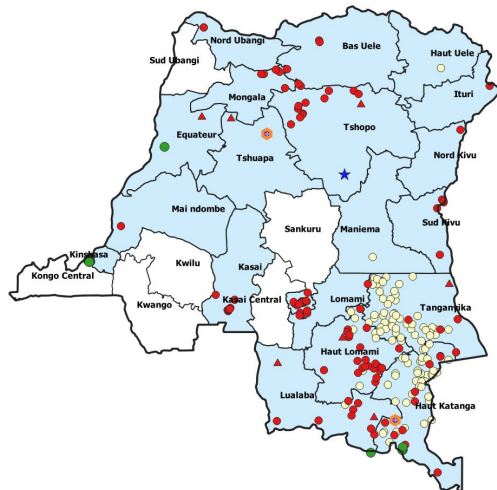 Nord Ubangi
Bas Uele
Haut Uele
Sud Ubangi
Ituri
Mongala
Equateur
Tshopo
Tshuapa
Nord Kivu
Mai ndombe
Sud Kivu
Sankuru
Maniema
Kinshasa
Kwilu
Kasai
Kongo Central
Kwango
Kasai Central
Lomami
Tanganyika
Haut Lomami
Lualaba
Haut Katanga